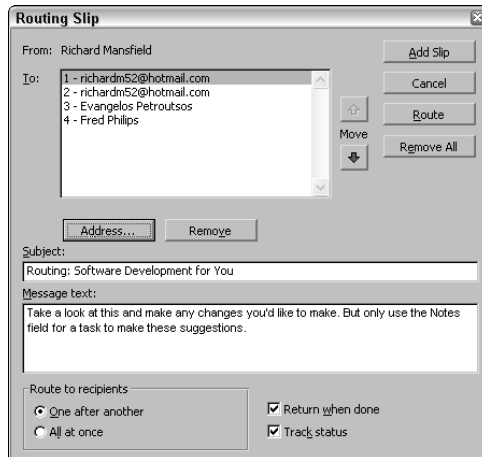 Routing Slip
From: Richard Mansfield
Add Slip
To:
1 - richardm52@hotmail.com
2 - richardm52@hotmail.com
3 - Evangelos Petroutsos
4 - Fred Philips
Cancel
Route
Move
Remove All
Address...
Remove
Subject:
Routing: Software Development for You
Message text:
Take a look at this and make any changes you'd like to make. But only use the Notes
field for a task to make these suggestions.
Route to recipients
One after another
All at once
Return when done
Track status